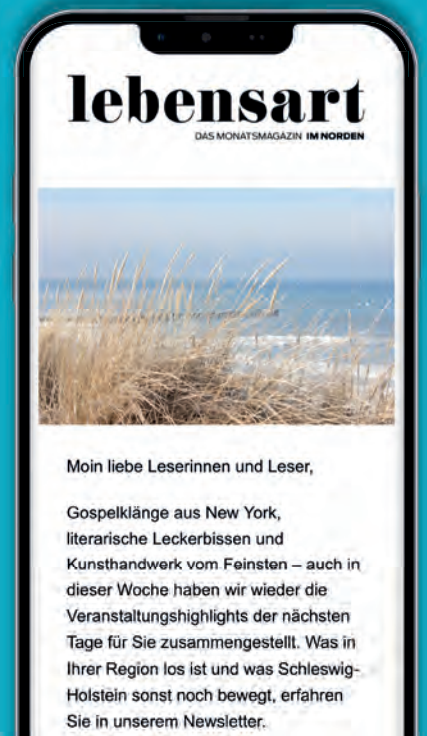 lebensart
DAS MONATSMAGAZIN IM NORDEN
Moin liebe Leserinnen und Leser,
Gospelklänge aus New York,
literarische Leckerbissen und
Kunsthandwerk vom Feinsten – auch in
dieser Woche haben wir wieder die
Veranstaltungshighlights der nächsten
Tage für Sie zusammengestellt. Was in
Ihrer Region los ist und was Schleswig-
Holstein sonst noch bewegt, erfahren
Sie in unserem Newsletter.